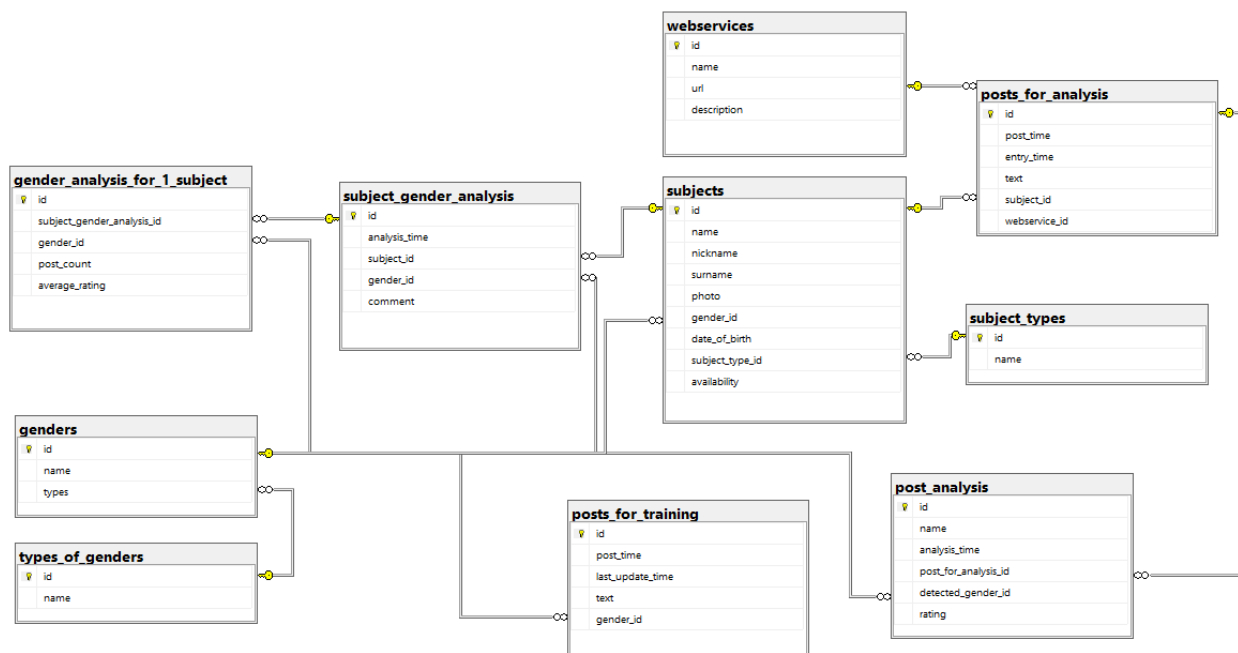 webservices
id
name
url
description
posts_for_analysis
id
post_time
entry_time
text
subject_id
webservice_id
gender_analysis_for_1_subject
id
subject_gender_analysis_id
gender_id
post_count
average_rating
subject_gender_analysis
id
analysis_time
subject_id
gender_id
comment
subjects
id
name
nickname
surname
photo
gender_id
date_of_birth
subject_type_id
availability
subject_types
id
name
genders
id
name
types
types_of_genders
id
name
posts_for_training
id
post_time
last_update_time
text
gender_id
post_analysis
id
name
analysis_time
post_for_analysis_id
detected_gender_id
rating